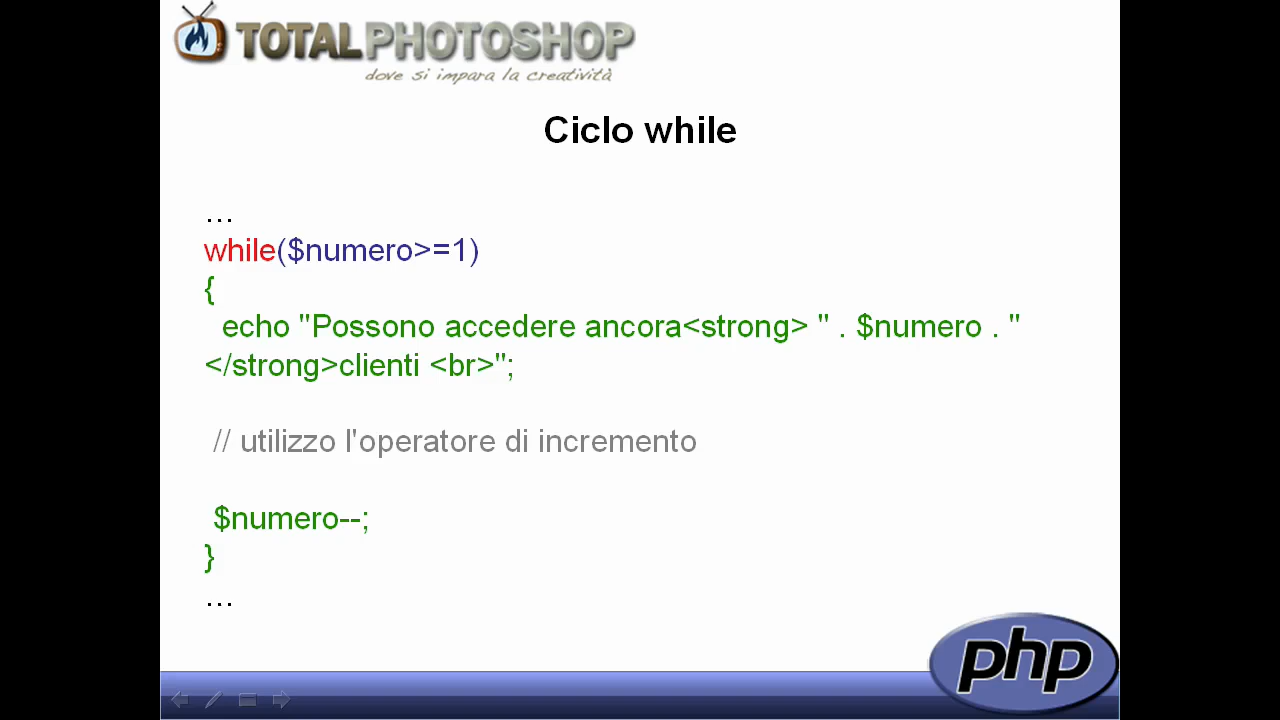 TOTALPHOTOSHOP
dove si impara la creatività
Ciclo while
...
while($numero>=1)
{
echo "Possono accedere ancora<strong> " . $numero . "
</strong>clienti <br>";
// utilizzo l'operatore di incremento
$numero--;
}
...
php